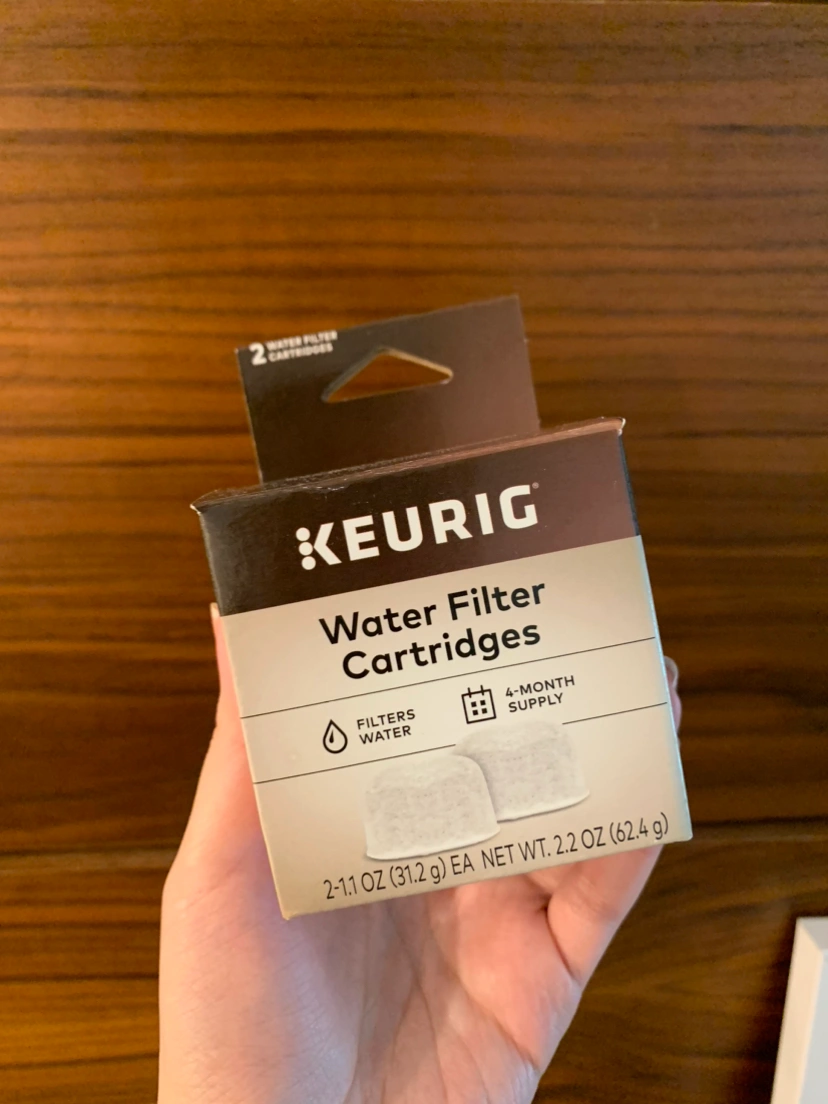 2 WATER FILTER
CARTRIDGES
KEURIG®
Water Filter
Cartridges
FILTERS
WATER
4-MONTH
SUPPLY
2-1.1 OZ (31.2 g) EA NET WT. 2.2 OZ (62.4 g)